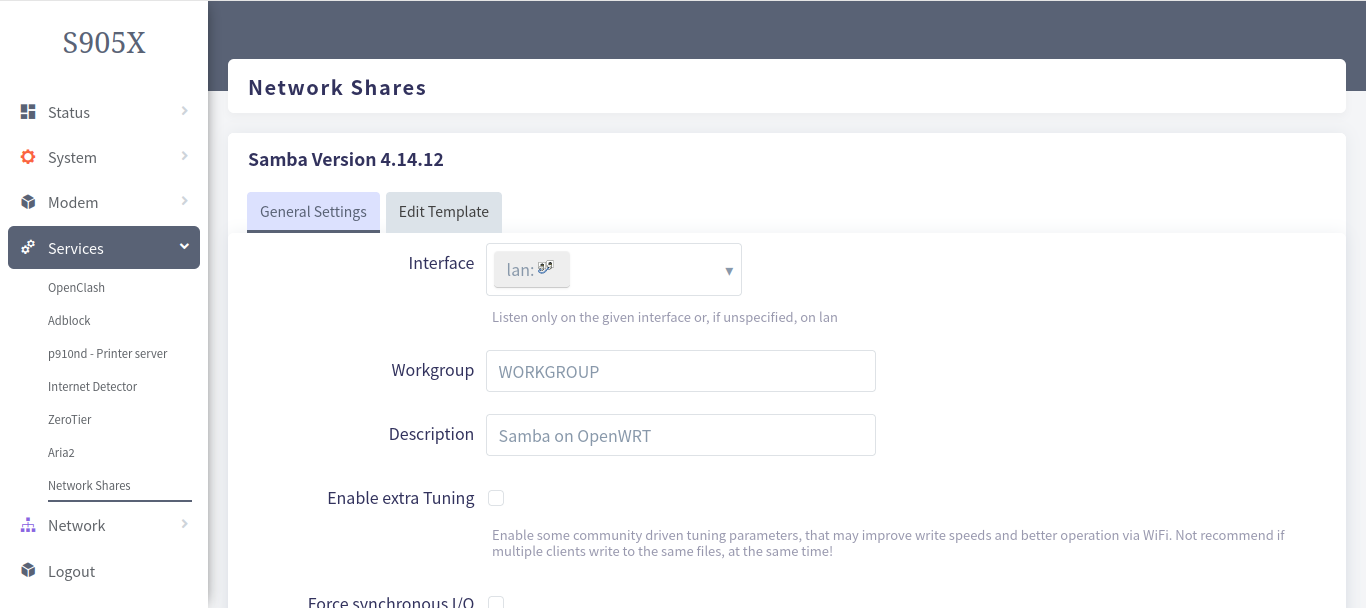 S905X
Status
System
Modem
Services
OpenClash
Adblock
p910nd - Printer server
Internet Detector
ZeroTier
Aria2
Network Shares
Network
Logout
Network Shares
Samba Version 4.14.12
General Settings
Edit Template
Interface
lan:
Listen only on the given interface or, if unspecified, on lan
Workgroup
WORKGROUP
Description
Samba on OpenWRT
Enable extra Tuning
Enable some community driven tuning parameters, that may improve write speeds and better operation via WiFi. Not recommend if
multiple clients write to the same files, at the same time!
Force synchronous I/O